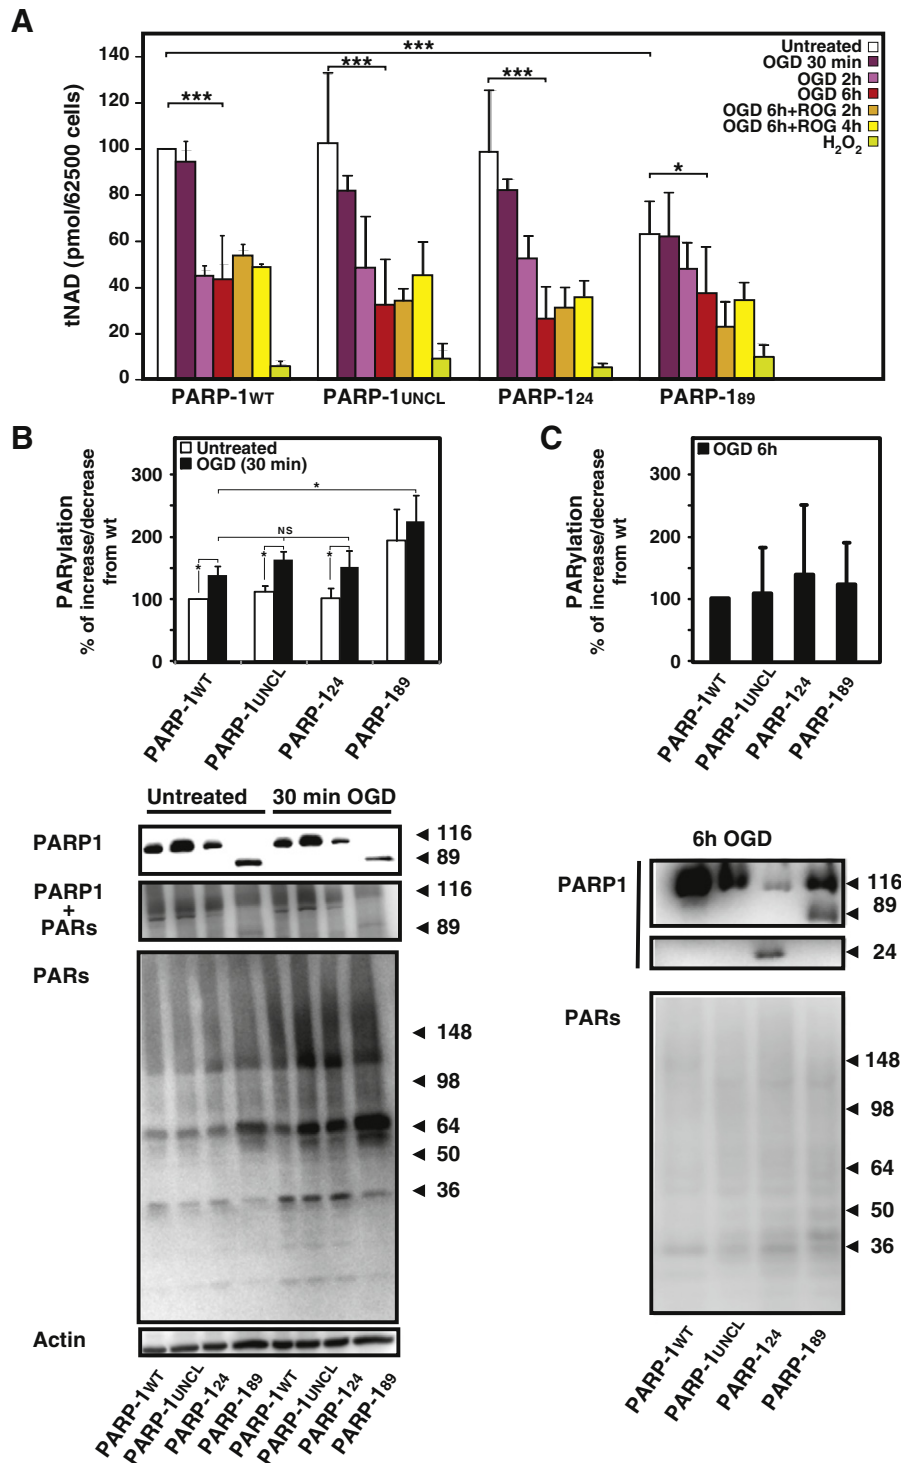 A
tNAD (pmol/62500 cells)
140
120
100
80
60
40
20
0
***
***
***
***
*
Untreated
OGD 30 min
OGD 2h
OGD 6h
OGD 6h+ROG 2h
OGD 6h+ROG 4h
H2O2
PARP-1WT
PARP-1UNCL
PARP-124
PARP-189
B
PARylation
% of increase/decrease
from wt
300
200
100
0
Untreated
OGD (30 min)
*
NS
*
*
*
PARP-1WT
PARP-1UNCL
PARP-124
PARP-189
C
PARylation
% of increase/decrease
from wt
300
200
100
0
OGD 6h
PARP-1WT
PARP-1UNCL
PARP-124
PARP-189
Untreated
30 min OGD
PARP1
116
89
PARP1
+
PARs
116
89
PARs
148
98
64
50
36
Actin
PARP-1WT
PARP-1UNCL
PARP-124
PARP-189
PARP-1WT
PARP-1UNCL
PARP-124
PARP-189
6h OGD
PARP1
116
89
24
PARs
148
98
64
50
36
PARP-1WT
PARP-1UNCL
PARP-124
PARP-189